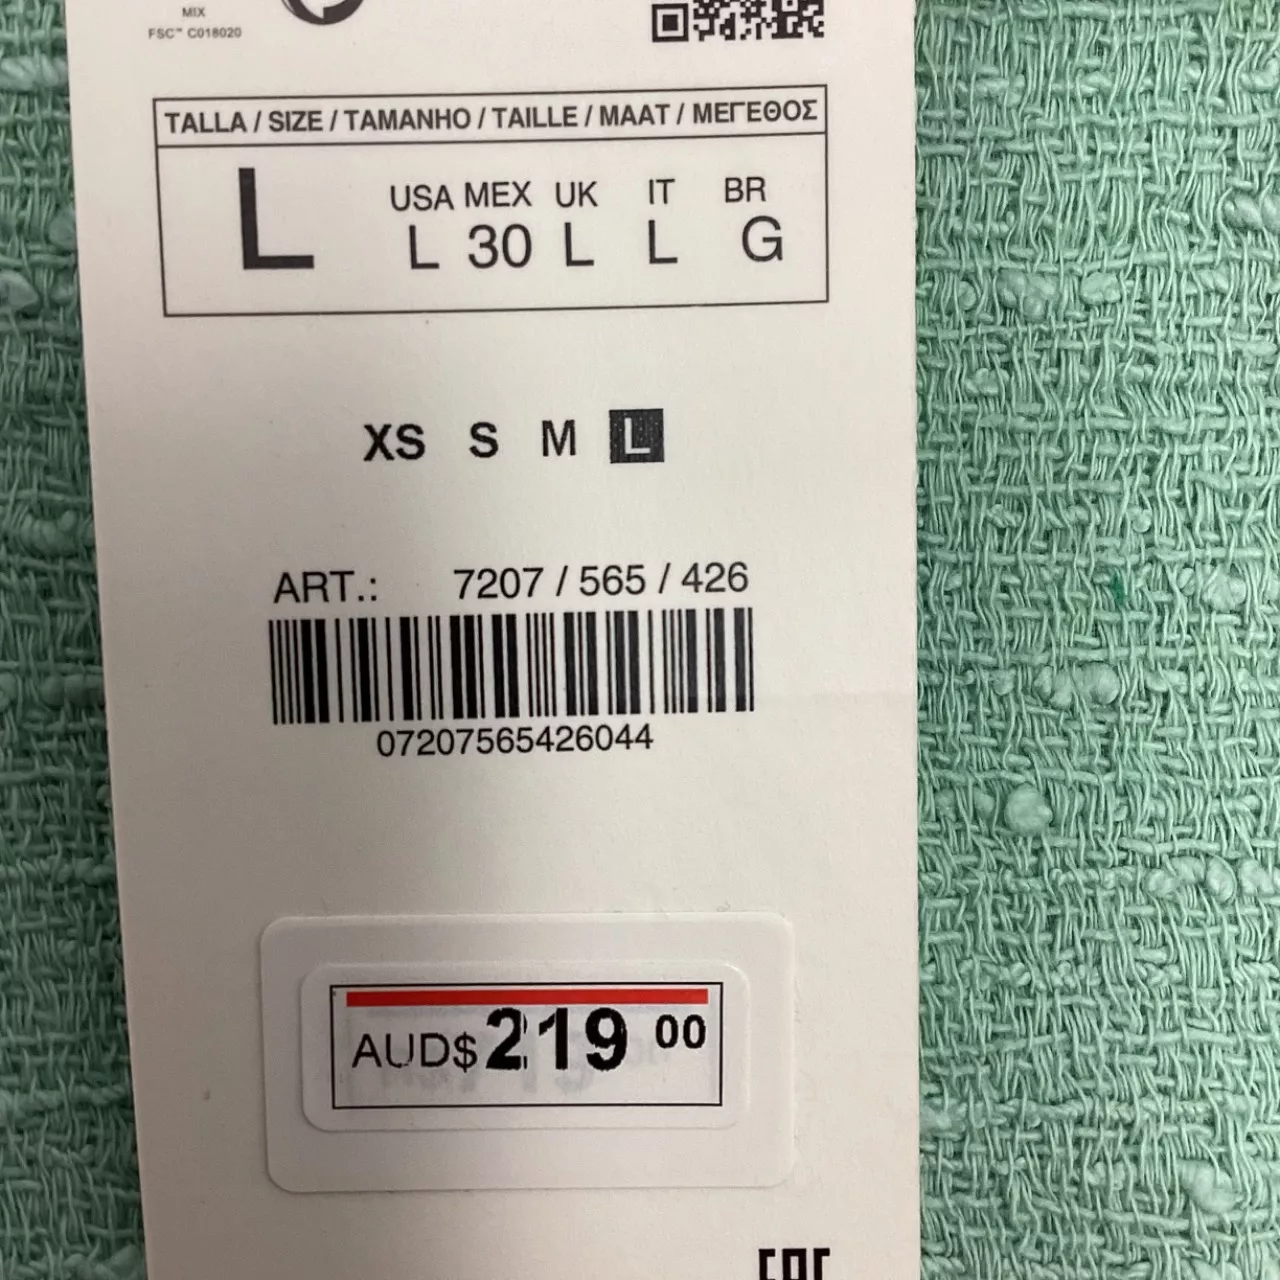 MIX
FSC™ C018020
TALLA / SIZE / TAMANHO / TAILLE / MAAT / ΜΕΓΕΘΟΣ
L
USA MEX UK IT BR
L 30 L L G
XS S M L
ART.: 7207 / 565 / 426
07207565426044
AUD$ 219 00